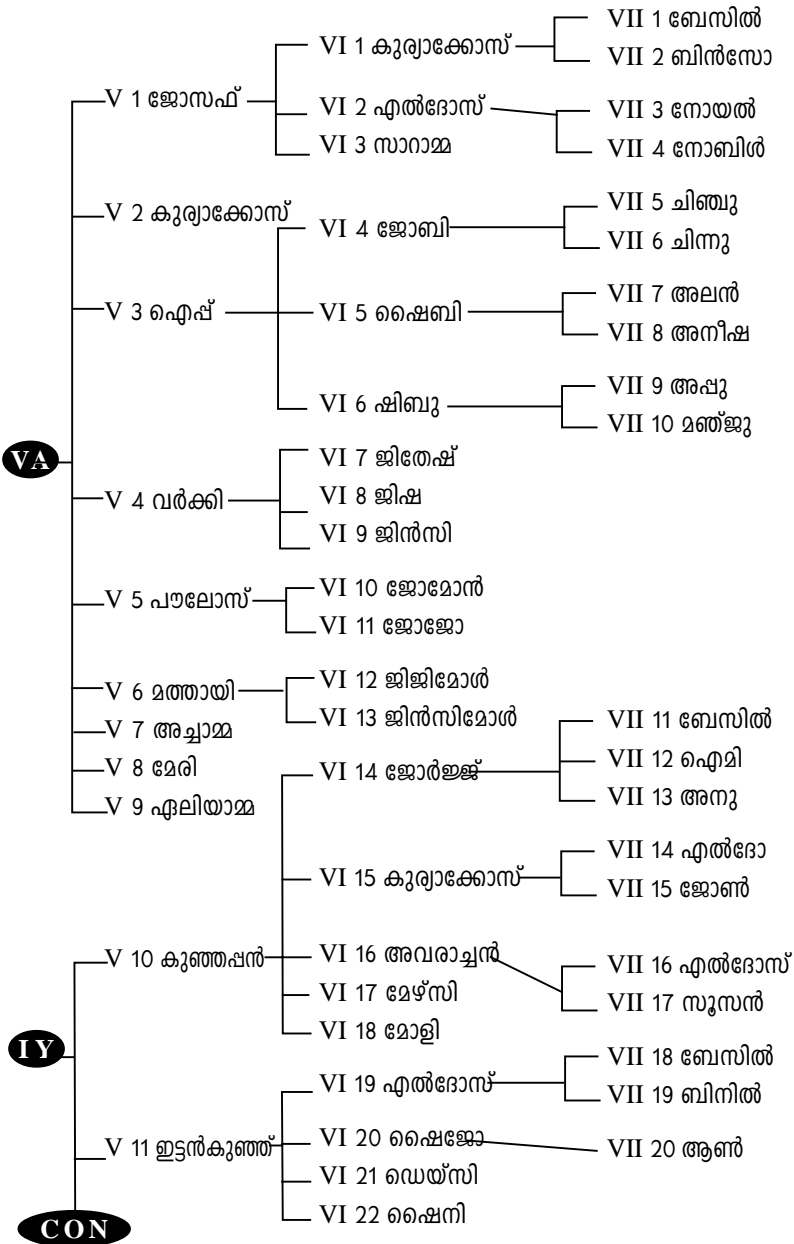 VII 1 ബേസിൽ
VI 1 കുര്യാക്കോസ്
VII 2 ബിൻസോ
V 1 ജോസഫ്
VI 2 എൽദോസ്
VII 3 നോയൽ
VI 3 സാറാമ്മ
VII 4 നോബിൾ
V 2 കുര്യാക്കോസ്
VI 4 ജോബി
VII 5 ചിഞ്ചു
VII 6 ചിന്നു
V 3 ഐപ്പ്
VI 5 ഷൈബി
VII 7 അലൻ
VII 8 അനീഷ
VI 6 ഷിബു
VII 9 അപ്പു
VII 10 മഞ്ജു
VA
V 4 വർക്കി
VI 7 ജിതേഷ്
VI 8 ജിഷ
VI 9 ജിൻസി
V 5 പൗലോസ്
VI 10 ജോമോൻ
VI 11 ജോജോ
V 6 മത്തായി
VI 12 ജിജിമോൾ
VI 13 ജിൻസിമോൾ
V 7 അച്ചാമ്മ
V 8 മേരി
V 9 ഏലിയാമ്മ
VI 14 ജോർജ്ജ്
VII 11 ബേസിൽ
VII 12 ഐമി
VII 13 അനു
VI 15 കുര്യാക്കോസ്
VII 14 എൽദോ
VII 15 ജോൺ
V 10 കുഞ്ഞപ്പൻ
VI 16 അവരാച്ചൻ
VII 16 എൽദോസ്
VI 17 മേഴ്സി
VII 17 സൂസൻ
VI 18 മോളി
IY
VI 19 എൽദോസ്
VII 18 ബേസിൽ
VII 19 ബിനിൽ
V 11 ഇട്ടൻകുഞ്ഞ്
VI 20 ഷൈജോ
VII 20 ആൺ
VI 21 ഡെയ്സി
VI 22 ഷൈനി
CON